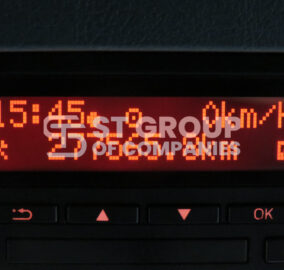 15:45 0km/h
ST GROUP
OF COMPANIES
OK